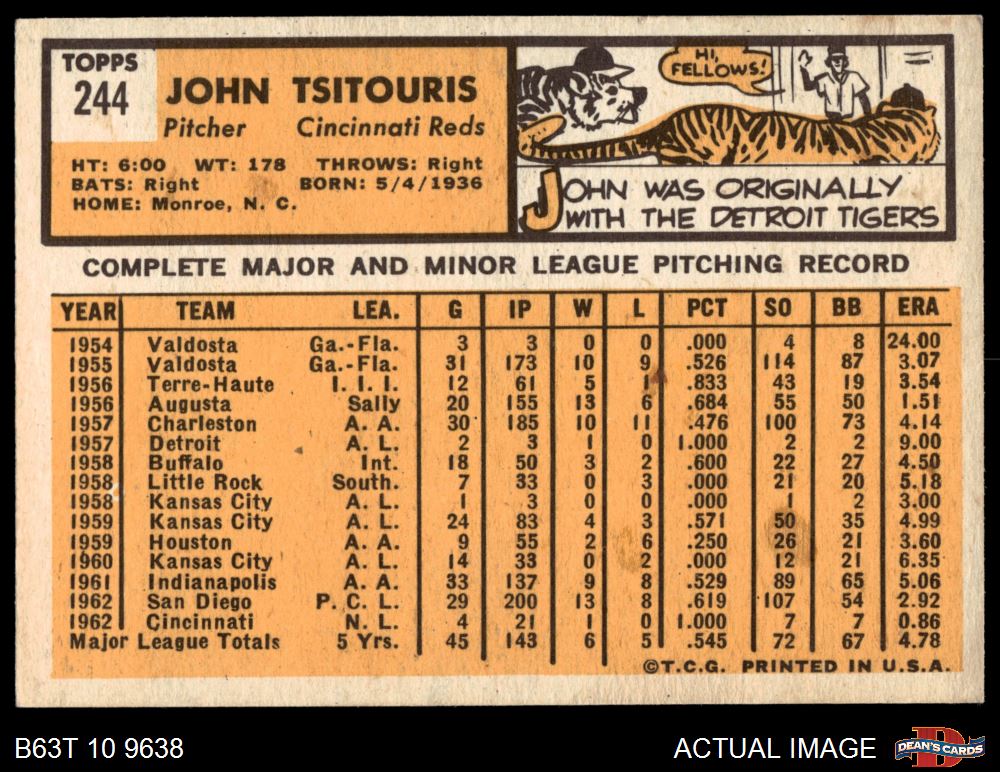 TOPPS
244
JOHN TSITOURIS
Pitcher Cincinnati Reds
HT: 6:00 WT: 178 THROWS: Right
BATS: Right BORN: 5/4/1936
HOME: Monroe, N. C.
HI,
FELLOWS!
JOHN WAS ORIGINALLY
WITH THE DETROIT TIGERS
COMPLETE MAJOR AND MINOR LEAGUE PITCHING RECORD
YEAR TEAM LEA. G IP W L PCT SO BB ERA
1954 Valdosta Ga.-Fla. 3 3 0 0 .000 4 8 24.00
1955 Valdosta Ga.-Fla. 31 173 10 9 .526 114 87 3.07
1956 Terre-Haute I. I. I. 12 61 5 1 .833 43 19 3.54
1956 Augusta Sally 20 155 13 6 .684 55 50 1.51
1957 Charleston A. A. 30 185 10 11 .476 100 73 4.14
1957 Detroit A. L. 2 3 1 0 1.000 2 2 9.00
1958 Buffalo Int. 18 50 3 2 .600 22 27 4.50
1958 Little Rock South. 7 33 0 3 .000 21 20 5.18
1958 Kansas City A. L. 1 3 0 0 .000 1 2 3.00
1959 Kansas City A. L. 24 83 4 3 .571 50 35 4.99
1959 Houston A. A. 9 55 2 6 .250 26 21 3.60
1960 Kansas City A. L. 14 33 0 2 .000 12 21 6.35
1961 Indianapolis A. A. 33 137 9 8 .529 89 65 5.06
1962 San Diego P. C. L. 29 200 13 8 .619 107 54 2.92
1962 Cincinnati N. L. 4 21 1 0 1.000 7 7 0.86
Major League Totals 5 Yrs. 45 143 6 5 .545 72 67 4.78
©T.C.G. PRINTED IN U.S.A.
B63T 10 9638 ACTUAL IMAGE DEAN'S CARDS